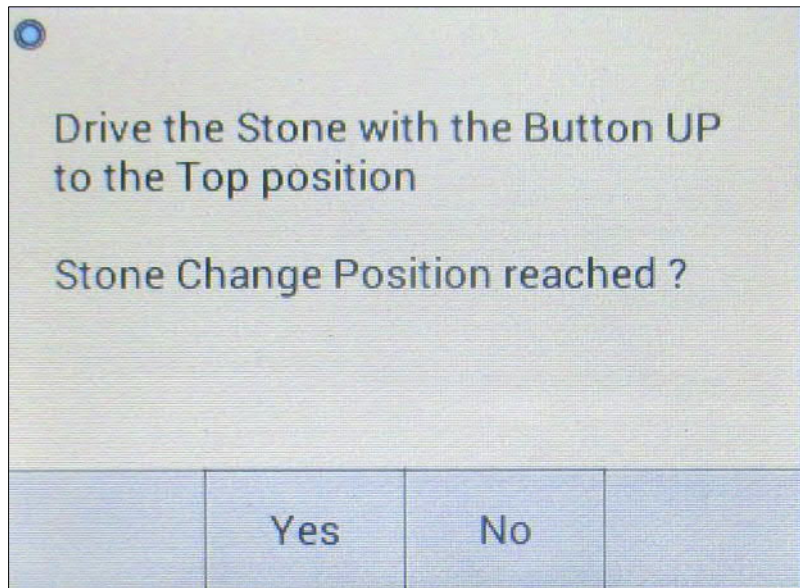 Drive the Stone with the Button UP
to the Top position
Stone Change Position reached ?
Yes
No